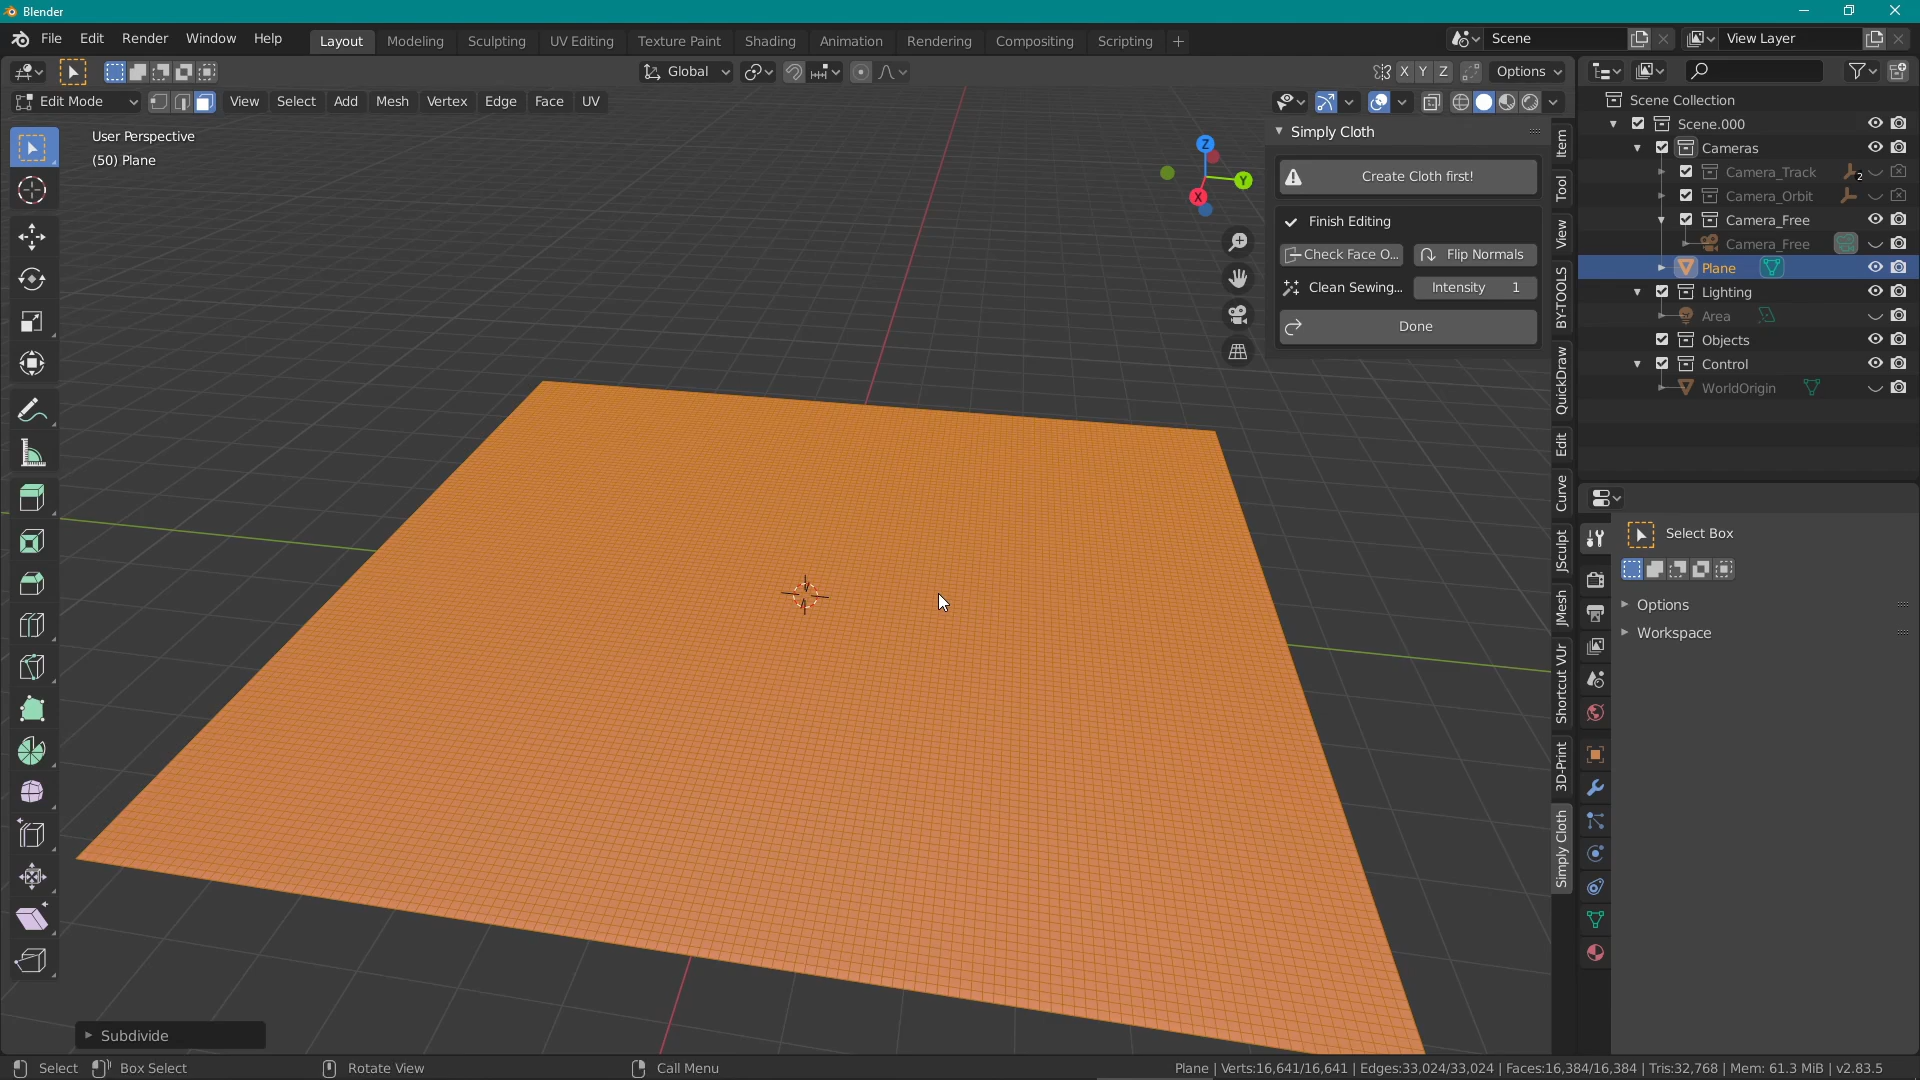 Blender
File Edit Render Window Help Layout Modeling Sculpting UV Editing Texture Paint Shading Animation Rendering Compositing Scripting + Scene View Layer
Global X Y Z Options
Edit Mode View Select Add Mesh Vertex Edge Face UV
User Perspective
(50) Plane
Z
Y
X
Simply Cloth
Create Cloth first!
Finish Editing
Check Face O... Flip Normals
Clean Sewing... Intensity 1
Done
Item
Tool
View
BY-TOOLS
QuickDraw
Edit
Curve
JSculpt
JMesh
Shortcut VUr
3D-Print
Simply Cloth
Scene Collection
Scene.000
Cameras
Camera_Track 2
Camera_Orbit
Camera_Free
Camera_Free
Plane
Lighting
Area
Objects
Control
WorldOrigin
Select Box
Options
Workspace
Subdivide
Select Box Select Rotate View Call Menu Plane | Verts:16,641/16,641 | Edges:33,024/33,024 | Faces:16,384/16,384 | Tris:32,768 | Mem: 61.3 MiB | v2.83.5